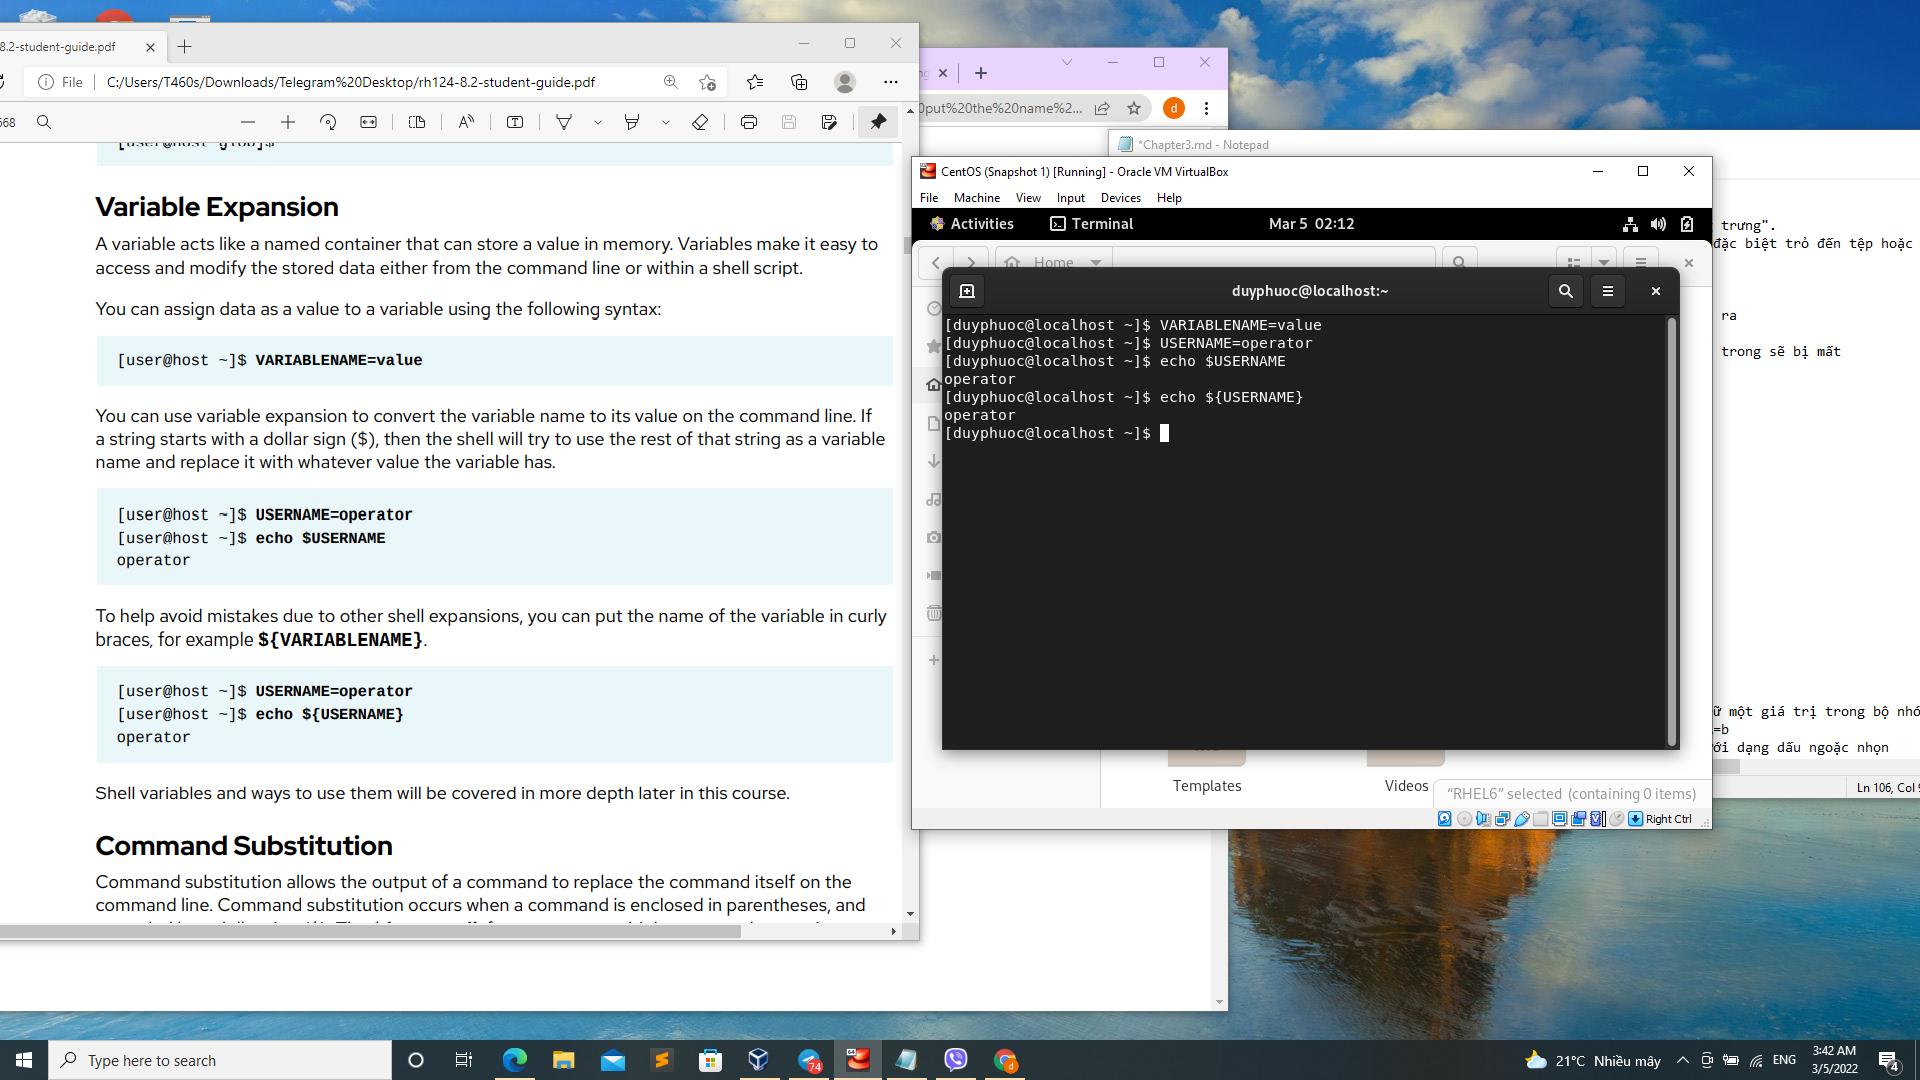 8.2-student-guide.pdf
File
C:/Users/T460s/Downloads/Telegram%20Desktop/rh124-8.2-student-guide.pdf
568
Variable Expansion
A variable acts like a named container that can store a value in memory. Variables make it easy to
access and modify the stored data either from the command line or within a shell script.
You can assign data as a value to a variable using the following syntax:
[user@host ~]$ VARIABLENAME=value
You can use variable expansion to convert the variable name to its value on the command line. If
a string starts with a dollar sign ($), then the shell will try to use the rest of that string as a variable
name and replace it with whatever value the variable has.
[user@host ~]$ USERNAME=operator
[user@host ~]$ echo $USERNAME
operator
To help avoid mistakes due to other shell expansions, you can put the name of the variable in curly
braces, for example ${VARIABLENAME}.
[user@host ~]$ USERNAME=operator
[user@host ~]$ echo ${USERNAME}
operator
Shell variables and ways to use them will be covered in more depth later in this course.
Command Substitution
Command substitution allows the output of a command to replace the command itself on the
command line. Command substitution occurs when a command is enclosed in parentheses, and
0put%20the%20name%2...
d
*Chapter3.md - Notepad
CentOS (Snapshot 1) [Running] - Oracle VM VirtualBox
File Machine View Input Devices Help
Activities Terminal Mar 5 02:12
Home
duyphuoc@localhost:~
[duyphuoc@localhost ~]$ VARIABLENAME=value
[duyphuoc@localhost ~]$ USERNAME=operator
[duyphuoc@localhost ~]$ echo $USERNAME
operator
[duyphuoc@localhost ~]$ echo ${USERNAME}
operator
[duyphuoc@localhost ~]$
Templates
Videos
“RHEL6” selected (containing 0 items)
Right Ctrl
trưng".
đặc biệt trỏ đến tệp hoặc
ra
trong sẽ bị mất
một giá trị trong bộ nhớ
=b
dạng dấu ngoặc nhọn
Ln 106, Col
Type here to search
74
d
21°C Nhiều mây
ENG
3:42 AM
3/5/2022
4